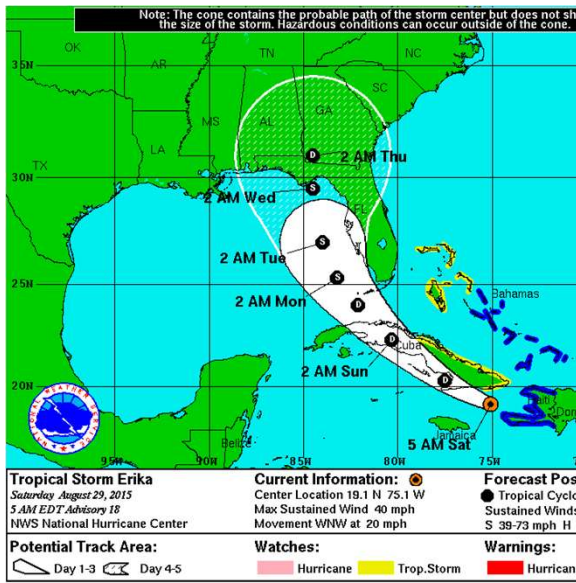 Note: The cone contains the probable path of the storm center but does not sh
the size of the storm. Hazardous conditions can occur outside of the cone.
OK
AR
TN
NC
35N
SC
MS
AL
GA
TX
LA
2 AM Thu
30N
2 AM Wed
FL
2 AM Tue
25N
2 AM Mon
Bahamas
Cuba
2 AM Sun
20N
Haiti
Dom
Jamaica
5 AM Sat
Belize
95W
90W
85W
80W
75W
NATIONAL WEATHER SERVICE
Tropical Storm Erika
Saturday August 29, 2015
5 AM EDT Advisory 18
NWS National Hurricane Center
Current Information:
Center Location 19.1 N 75.1 W
Max Sustained Wind 40 mph
Movement WNW at 20 mph
Forecast Pos
Tropical Cyclo
Sustained Winds
S 39-73 mph H
Potential Track Area:
Day 1-3 Day 4-5
Watches:
Hurricane Trop.Storm
Warnings:
Hurrican
D
S
S
S
D
D
D